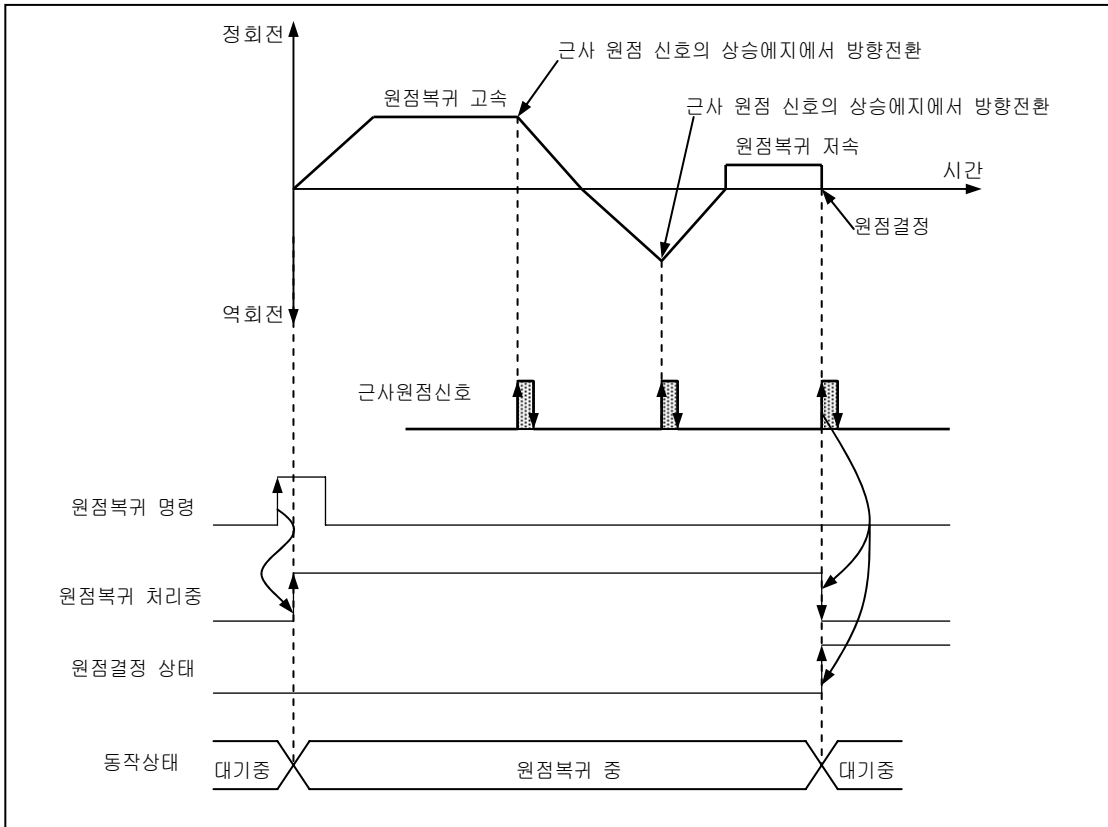 정회전
근사 원점 신호의 상승에지에서 방향전환
원점복귀 고속
근사 원점 신호의 상승에지에서 방향전환
원점복귀 저속
시간
원점결정
역회전
근사원점신호
원점복귀 명령
원점복귀 처리중
원점결정 상태
동작상태
대기중
원점복귀 중
대기중